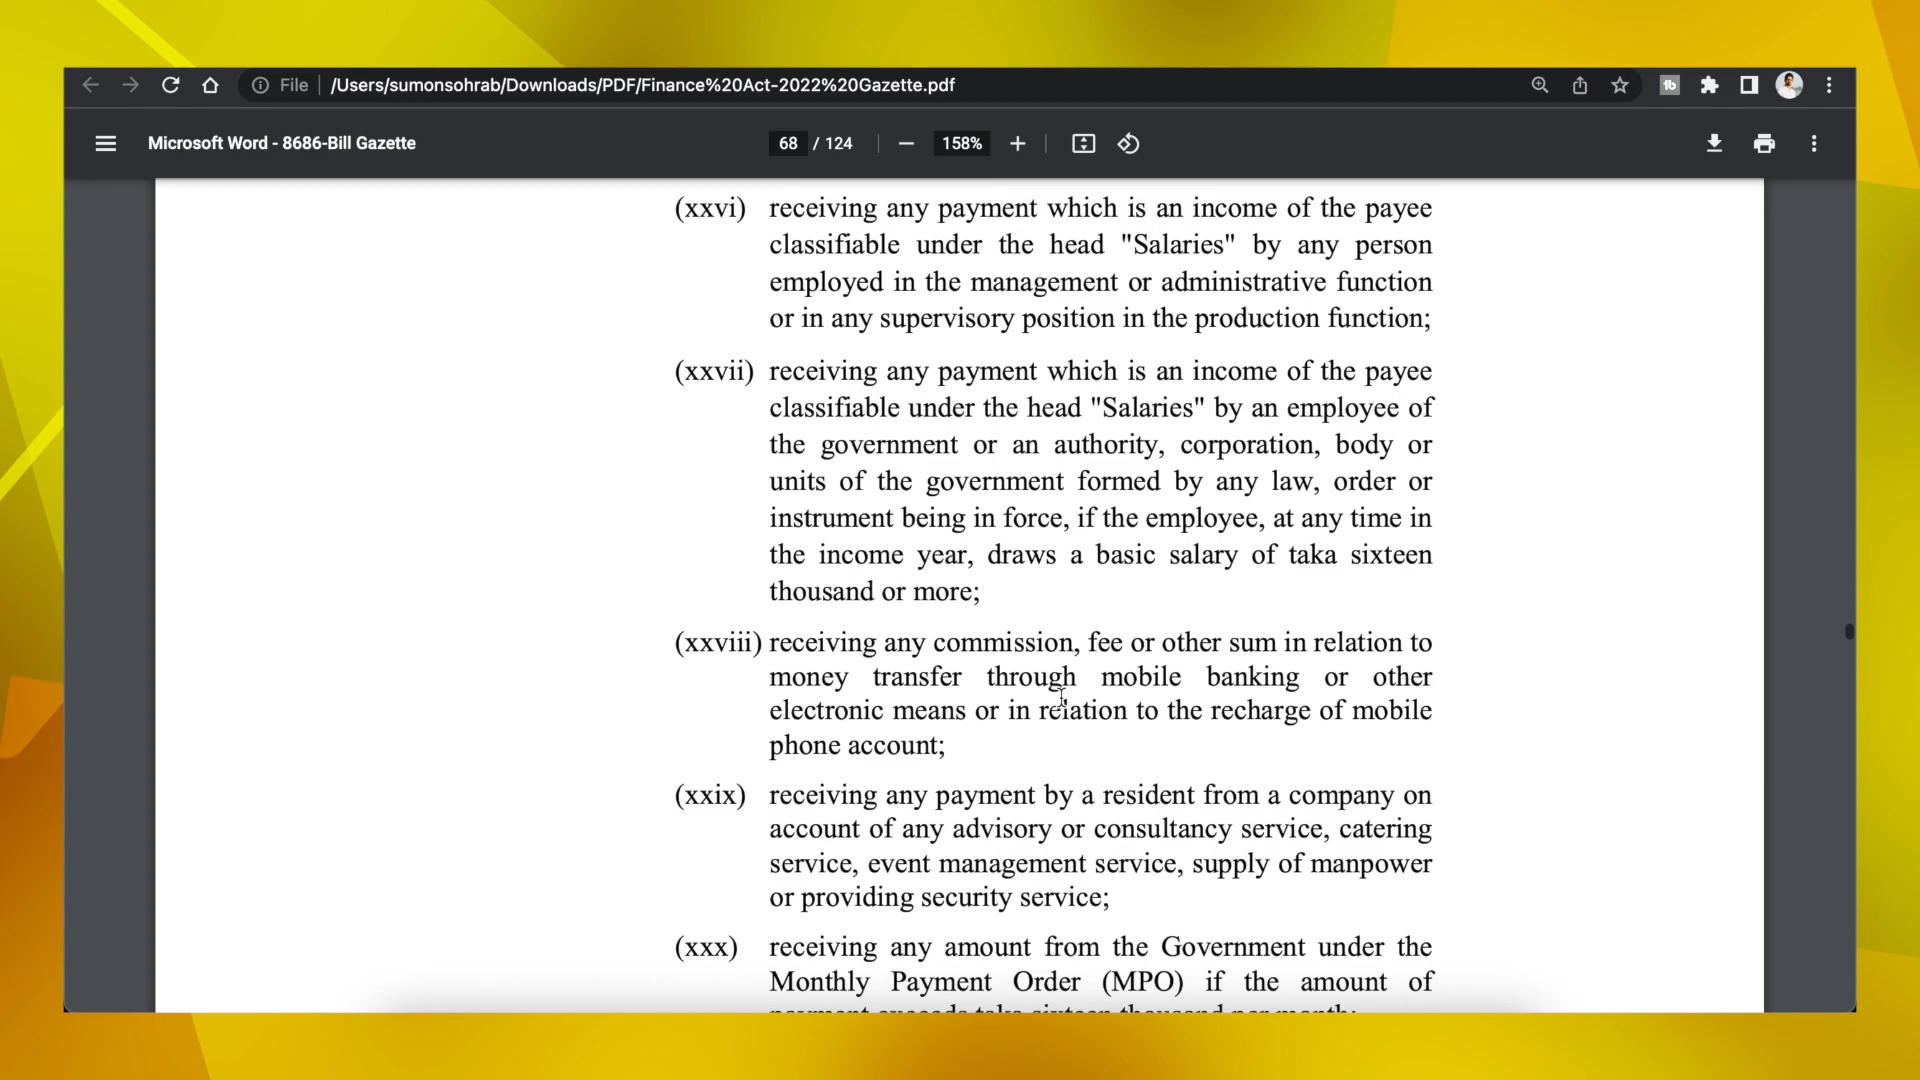 File /Users/sumonsohrab/Downloads/PDF/Finance%20Act-2022%20Gazette.pdf
Microsoft Word - 8686-Bill Gazette 68 / 124 158%
(xxvi) receiving any payment which is an income of the payee
classifiable under the head "Salaries" by any person
employed in the management or administrative function
or in any supervisory position in the production function;
(xxvii) receiving any payment which is an income of the payee
classifiable under the head "Salaries" by an employee of
the government or an authority, corporation, body or
units of the government formed by any law, order or
instrument being in force, if the employee, at any time in
the income year, draws a basic salary of taka sixteen
thousand or more;
(xxviii) receiving any commission, fee or other sum in relation to
money transfer through mobile banking or other
electronic means or in relation to the recharge of mobile
phone account;
(xxix) receiving any payment by a resident from a company on
account of any advisory or consultancy service, catering
service, event management service, supply of manpower
or providing security service;
(xxx) receiving any amount from the Government under the
Monthly Payment Order (MPO) if the amount of
payment exceeds taka sixteen thousand per month;